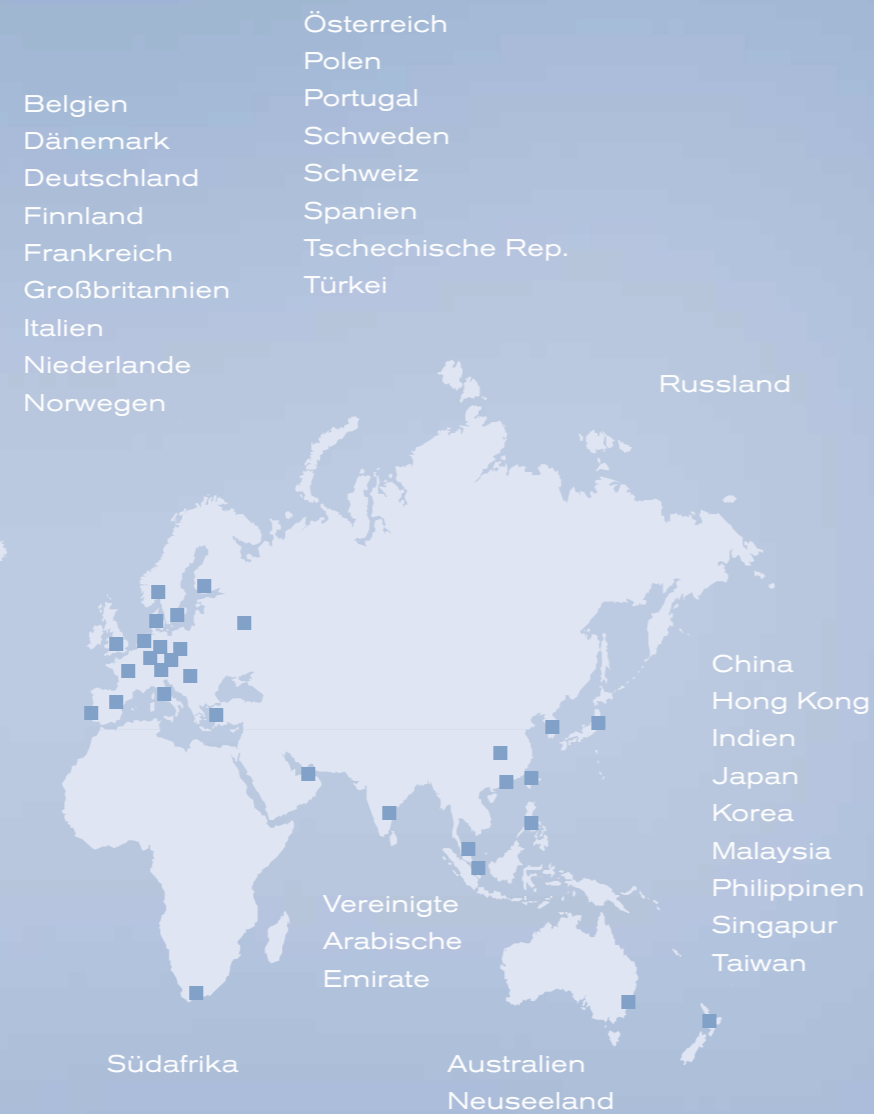 Belgien
Dänemark
Deutschland
Finnland
Frankreich
Großbritannien
Italien
Niederlande
Norwegen
Österreich
Polen
Portugal
Schweden
Schweiz
Spanien
Tschechische Rep.
Türkei
Russland
China
Hong Kong
Indien
Japan
Korea
Malaysia
Philippinen
Singapur
Taiwan
Vereinigte
Arabische
Emirate
Südafrika
Australien
Neuseeland